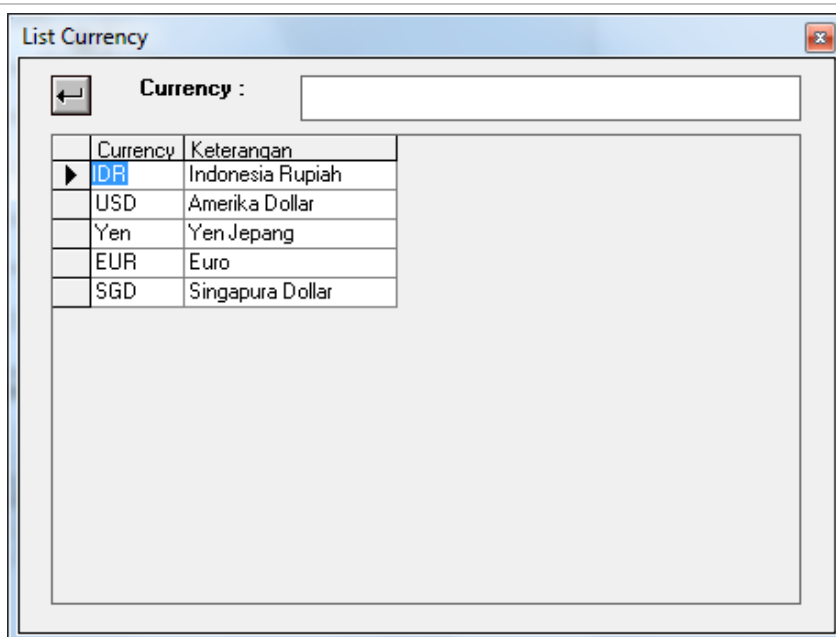 List Currency
Currency :
Currency Keterangan
IDR Indonesia Rupiah
USD Amerika Dollar
Yen Yen Jepang
EUR Euro
SGD Singapura Dollar